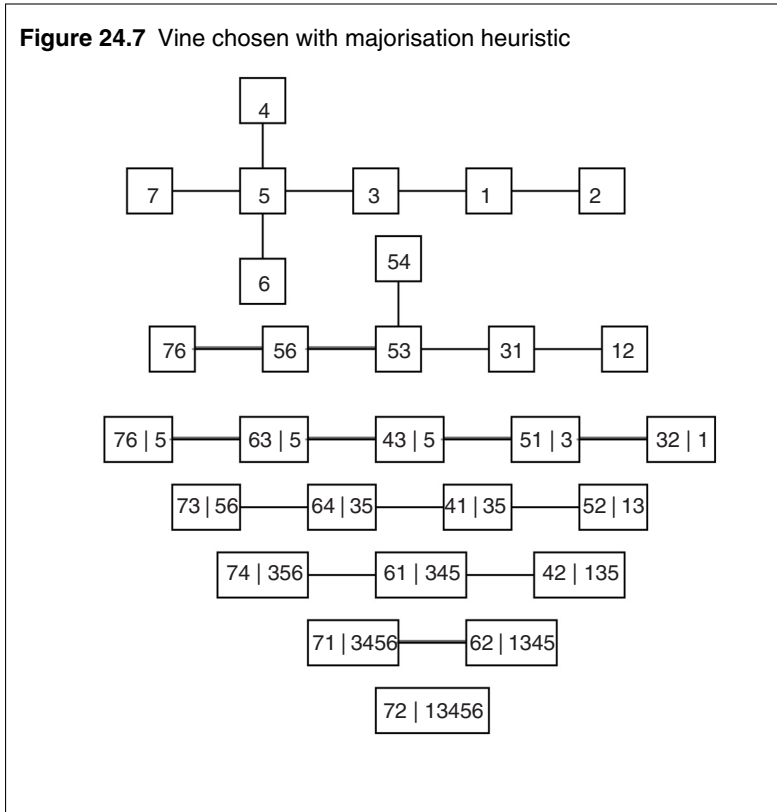 Figure 24.7 Vine chosen with majorisation heuristic
4
7 5 3 1 2
6
54
76 56 53 31 12
76 | 5 63 | 5 43 | 5 51 | 3 32 | 1
73 | 56 64 | 35 41 | 35 52 | 13
74 | 356 61 | 345 42 | 135
71 | 3456 62 | 1345
72 | 13456